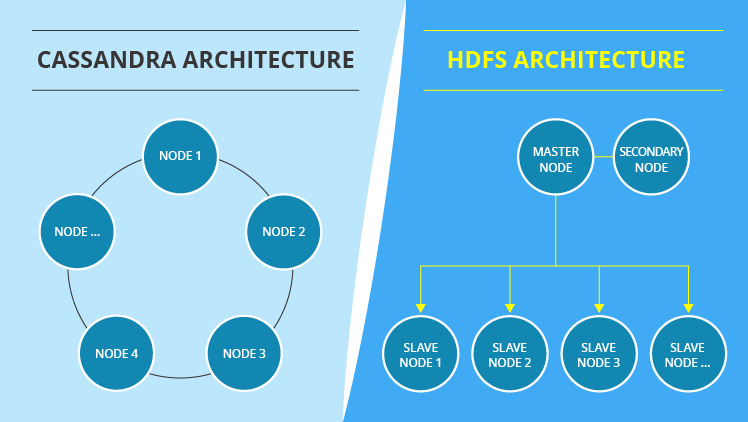 CASSANDRA ARCHITECTURE
NODE 1
NODE ...
NODE 2
NODE 4
NODE 3
HDFS ARCHITECTURE
MASTER
NODE
SECONDARY
NODE
SLAVE
NODE 1
SLAVE
NODE 2
SLAVE
NODE 3
SLAVE
NODE ...